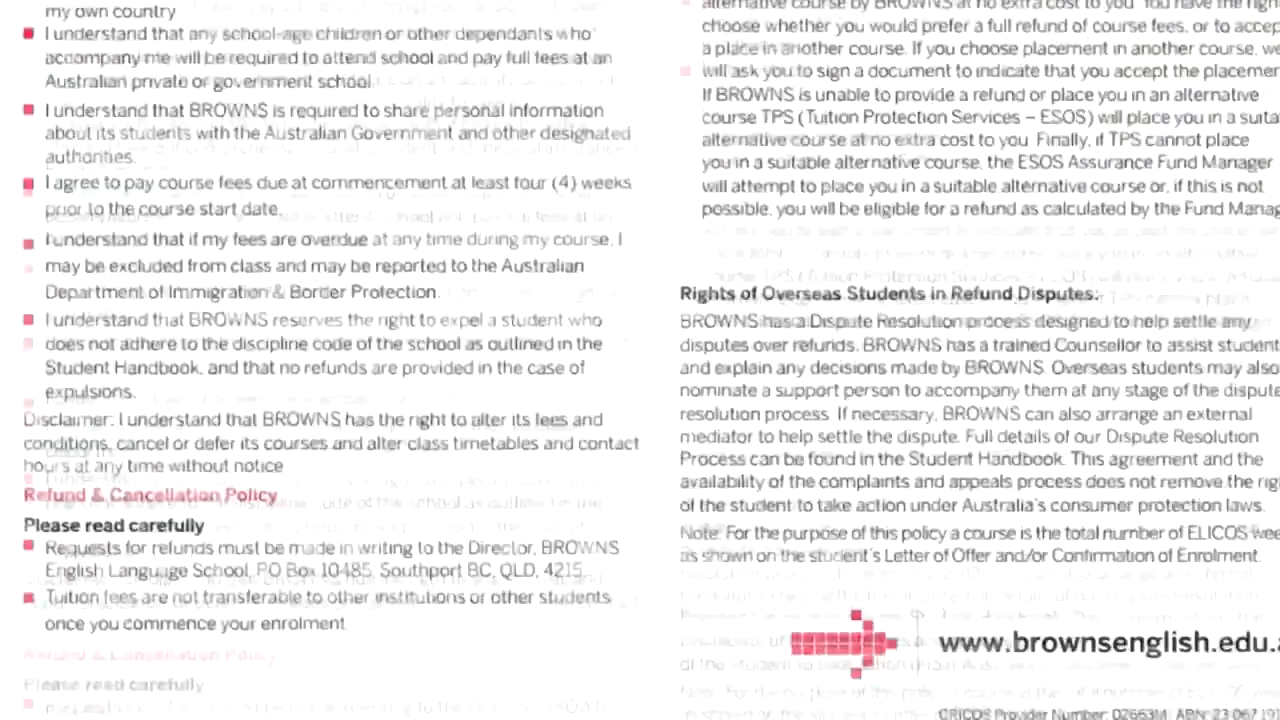 my own country
I understand that any school-age children or other dependants who
accompany me will be required to attend school and pay full fees at an
Australian private or government school.
I understand that BROWNS is required to share personal information
about its students with the Australian Government and other designated
authorities.
I agree to pay course fees due at commencement at least four (4) weeks
prior to the course start date.
I understand that if my fees are overdue at any time during my course, I
may be excluded from class and may be reported to the Australian
Department of Immigration & Border Protection.
I understand that BROWNS reserves the right to expel a student who
does not adhere to the discipline code of the school as outlined in the
Student Handbook, and that no refunds are provided in the case of
expulsions.
Disclaimer: I understand that BROWNS has the right to alter its fees and
conditions, cancel or defer its courses and alter class timetables and contact
hours at any time without notice
Refund & Cancellation Policy
Please read carefully
Requests for refunds must be made in writing to the Director, BROWNS
English Language School, PO Box 10485, Southport BC, QLD, 4215.
Tuition fees are not transferable to other institutions or other students
once you commence your enrolment
Refund & Cancellation Policy
Please read carefully
alternative course by BROWNS at no extra cost to you. You have the
choose whether you would prefer a full refund of course fees, or to
a place in another course. If you choose placement in another course, we
will ask you to sign a document to indicate that you accept the
If BROWNS is unable to provide a refund or place you in an alternative
course TPS (Tuition Protection Services – ESOS) will place you in a
alternative course at no extra cost to you. Finally, if TPS cannot place
you in a suitable alternative course, the ESOS Assurance Fund Manager
will attempt to place you in a suitable alternative course or, if this is not
possible, you will be eligible for a refund as calculated by the Fund
Rights of Overseas Students in Refund Disputes:
BROWNS has a Dispute Resolution process designed to help settle any
disputes over refunds. BROWNS has a trained Counsellor to assist student
and explain any decisions made by BROWNS. Overseas students may also
nominate a support person to accompany them at any stage of the dispute
resolution process. If necessary, BROWNS can also arrange an external
mediator to help settle the dispute. Full details of our Dispute Resolution
Process can be found in the Student Handbook. This agreement and the
availability of the complaints and appeals process does not remove the
of the student to take action under Australia's consumer protection laws.
Note: For the purpose of this policy a course is the total number of ELICOS
as shown on the student's Letter of Offer and/or Confirmation of Enrolment.
www.brownsenglish.edu.a
CRICOS Provider Number: 02663M ABN: 23 067